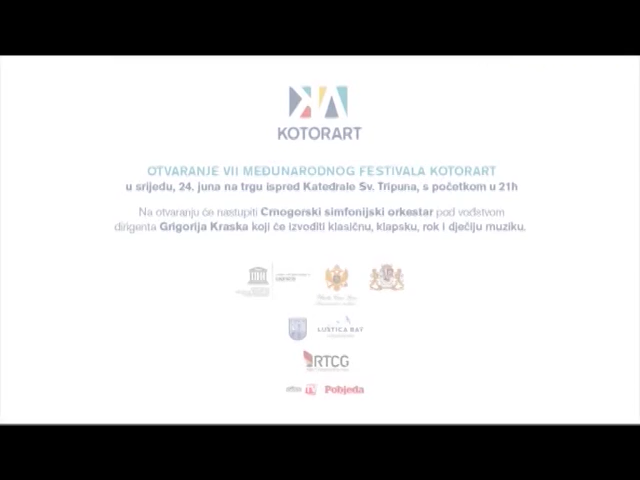 KOTORART
OTVARANJE VII MEĐUNARODNOG FESTIVALA KOTORART
u srijedu, 24. juna na trgu ispred Katedrale Sv. Tripuna, s početkom u 21h
Na otvaranju će nastupiti Crnogorski simfonijski orkestar pod vođstvom
dirigenta Grigorija Kraska koji će izvoditi klasičnu, klapsku, rok i dječiju muziku.
LUŠTICA BAY
RTCG
Pobjeda